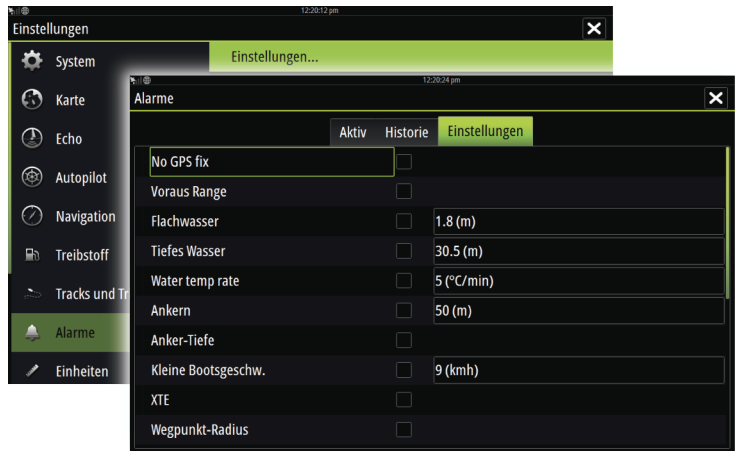 12:20:12 pm
Einstellungen
System
Einstellungen...
Karte
Echo
Autopilot
Navigation
Treibstoff
Tracks und Tr
Alarme
Einheiten
12:20:24 pm
Alarme
Aktiv Historie Einstellungen
No GPS fix
Voraus Range
Flachwasser 1.8 (m)
Tiefes Wasser 30.5 (m)
Water temp rate 5 (°C/min)
Ankern 50 (m)
Anker-Tiefe
Kleine Bootsgeschw. 9 (kmh)
XTE
Wegpunkt-Radius